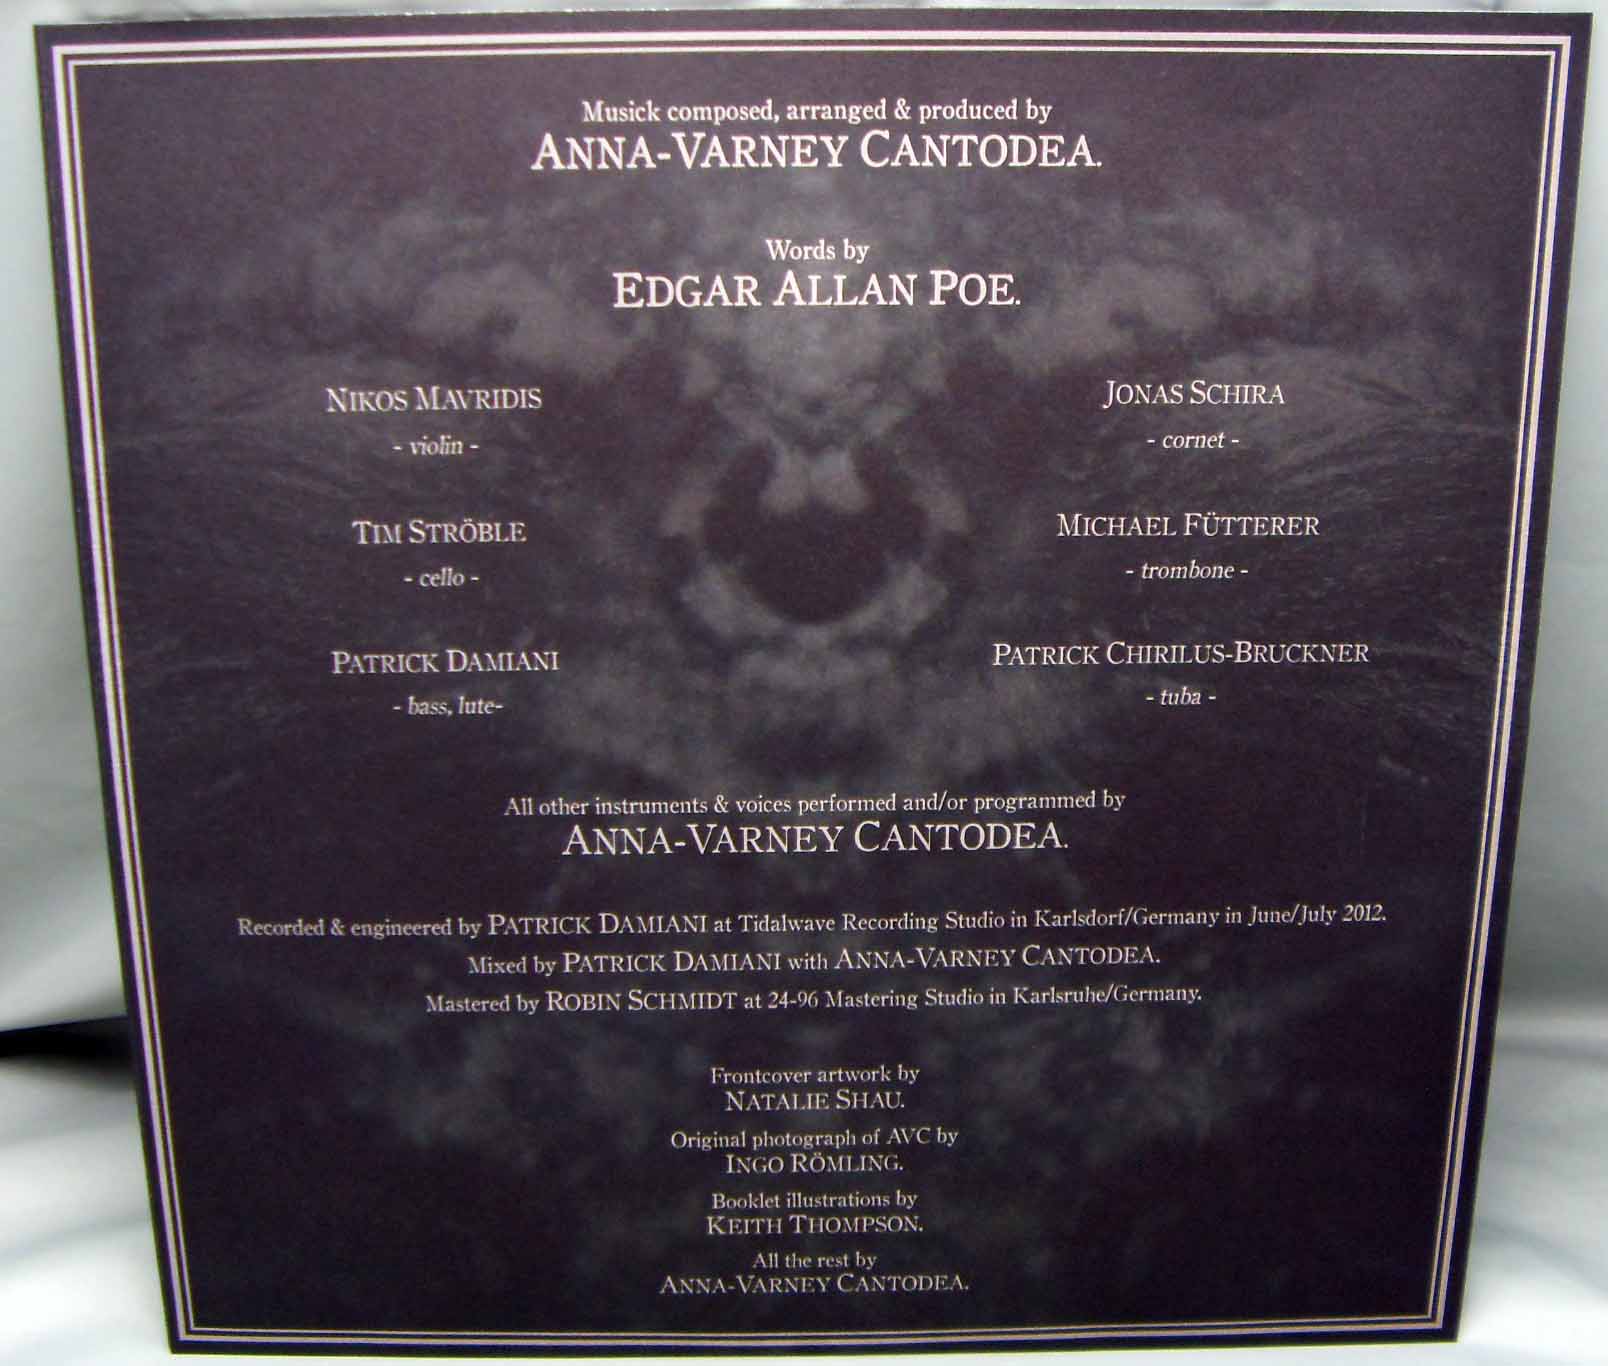 Musick composed, arranged & produced by
ANNA-VARNEY CANTODEA.
Words by
EDGAR ALLAN POE.
NIKOS MAVRIDIS
- violin -
TIM STRÖBLE
- cello -
PATRICK DAMIANI
- bass, lute-
JONAS SCHIRA
- cornet -
MICHAEL FÜTTERER
- trombone -
PATRICK CHIRILUS-BRUCKNER
- tuba -
All other instruments & voices performed and/or programmed by
ANNA-VARNEY CANTODEA.
Recorded & engineered by PATRICK DAMIANI at Tidalwave Recording Studio in Karlsdorf/Germany in June/July 2012.
Mixed by PATRICK DAMIANI with ANNA-VARNEY CANTODEA.
Mastered by ROBIN SCHMIDT at 24-96 Mastering Studio in Karlsruhe/Germany.
Frontcover artwork by
NATALIE SHAU.
Original photograph of AVC by
INGO RÖMLING.
Booklet illustrations by
KEITH THOMPSON.
All the rest by
ANNA-VARNEY CANTODEA.